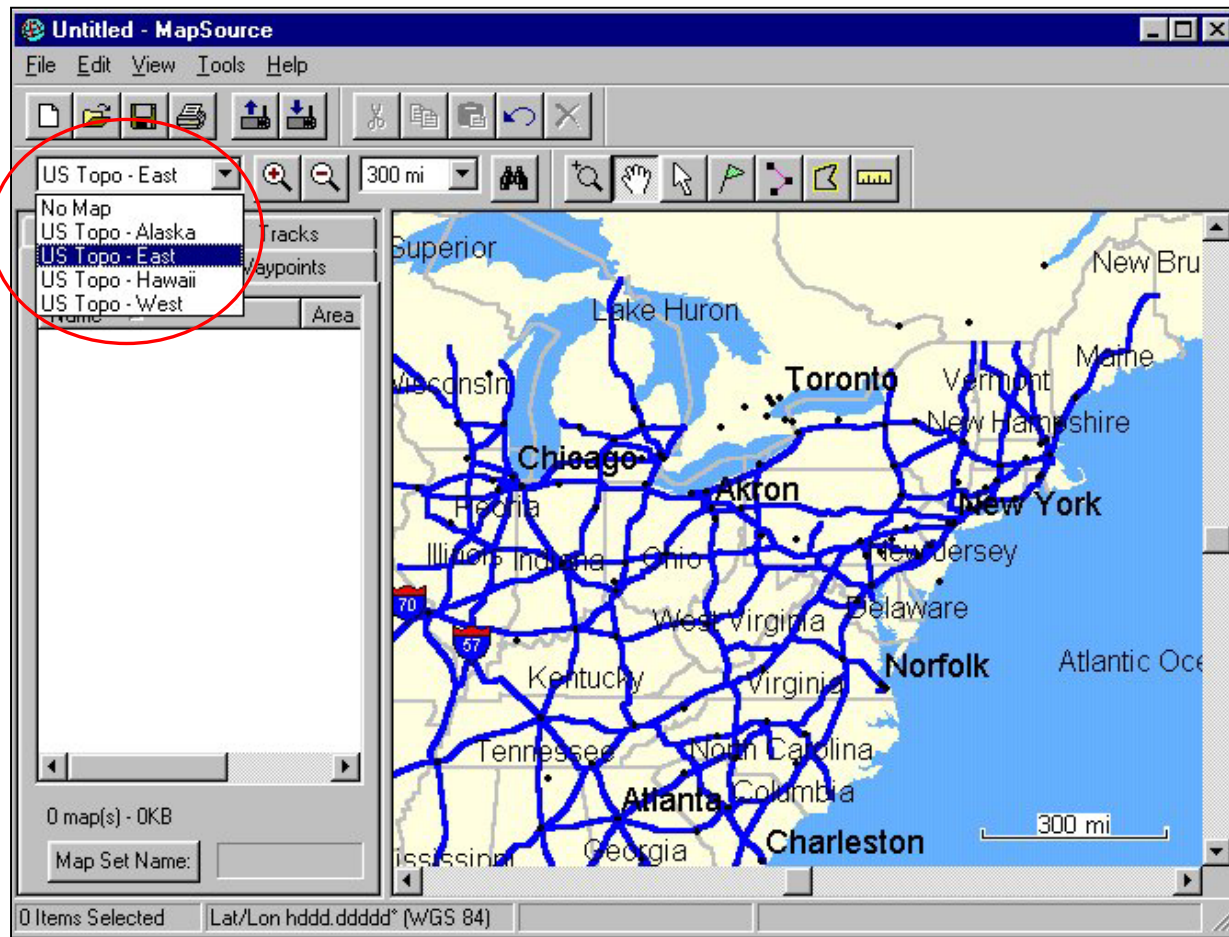 Untitled - MapSource
File Edit View Tools Help
US Topo - East
300 mi
No Map
US Topo - Alaska
US Topo - East
US Topo - Hawaii
US Topo - West
Tracks
Waypoints
Name
Area
0 map(s) - 0KB
Map Set Name:
Superior
New Bru
Lake Huron
Maine
Wisconsin
Toronto
Vermont
New Hampshire
Chicago
Akron
Peoria
New York
Illinois
Indiana
Ohio
New Jersey
70
West Virginia
Delaware
57
Kentucky
Virginia
Norfolk
Atlantic Oce
Tennessee
North Carolina
Atlanta
Columbia
300 mi
ississippi
Georgia
Charleston
0 Items Selected
Lat/Lon hddd.ddddd° (WGS 84)